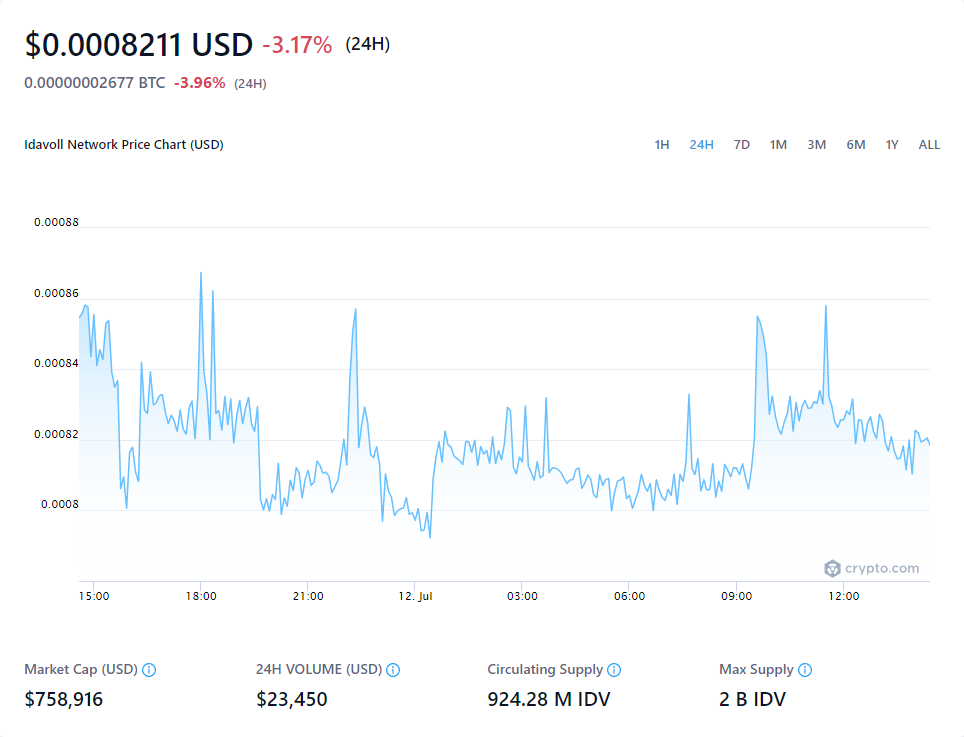 $0.0008211 USD -3.17% (24H)
0.00000002677 BTC -3.96% (24H)
Idavoll Network Price Chart (USD) 1H 24H 7D 1M 3M 6M 1Y ALL
0.00088
0.00086
0.00084
0.00082
0.0008
crypto.com
15:00 18:00 21:00 12. Jul 03:00 06:00 09:00 12:00
Market Cap (USD) 24H VOLUME (USD) Circulating Supply Max Supply
$758,916 $23,450 924.28 M IDV 2 B IDV